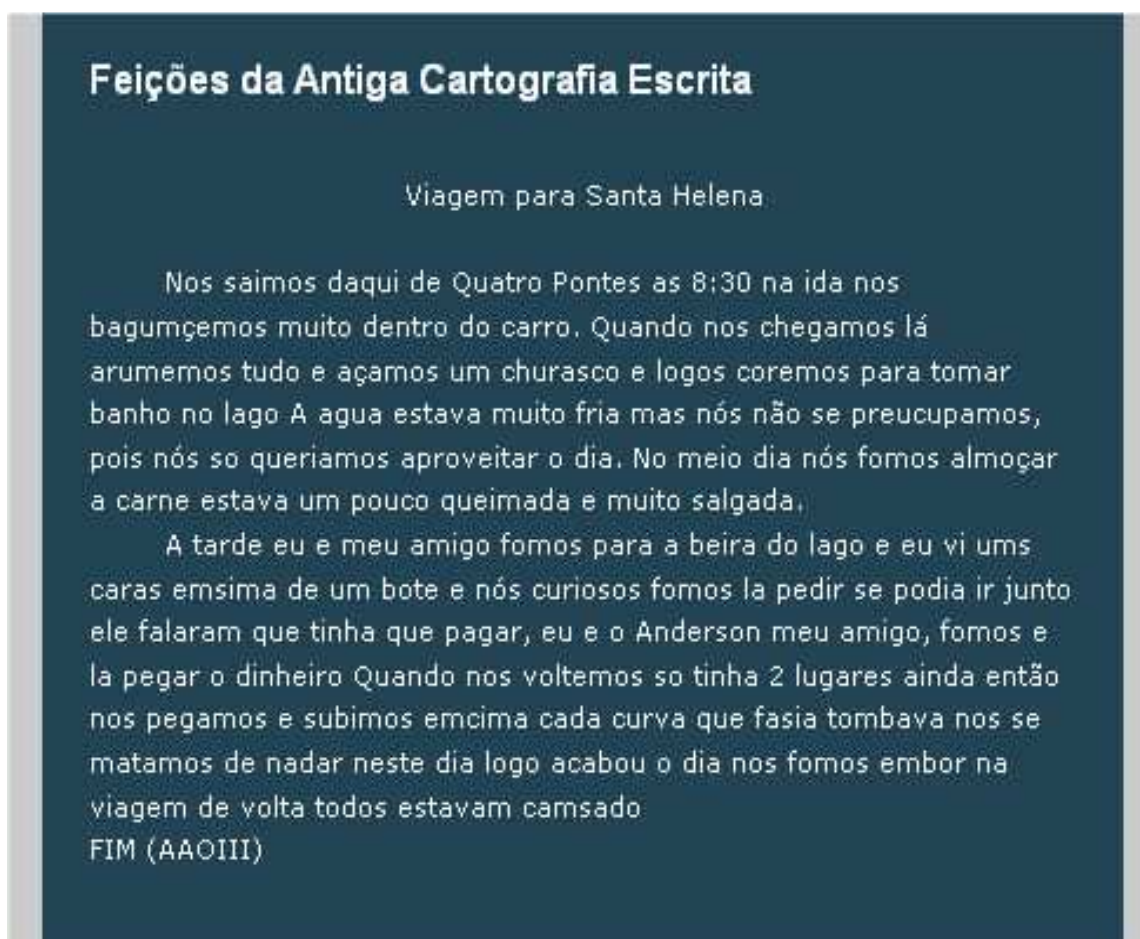 Feições da Antiga Cartografia Escrita
Viagem para Santa Helena
Nos saimos daqui de Quatro Pontes as 8:30 na ida nos
bagumçemos muito dentro do carro. Quando nos chegamos lá
arumemos tudo e açamos um churasco e logos coremos para tomar
banho no lago A agua estava muito fria mas nós não se preucupamos,
pois nós so queriamos aproveitar o dia. No meio dia nós fomos almoçar
a carne estava um pouco queimada e muito salgada.
A tarde eu e meu amigo fomos para a beira do lago e eu vi ums
caras emsima de um bote e nós curiosos fomos la pedir se podia ir junto
ele falaram que tinha que pagar, eu e o Anderson meu amigo, fomos e
la pegar o dinheiro Quando nos voltemos so tinha 2 lugares ainda então
nos pegamos e subimos emcima cada curva que fasia tombava nos se
matamos de nadar neste dia logo acabou o dia nos fomos embor na
viagem de volta todos estavam camsado
FIM (AAOIII)